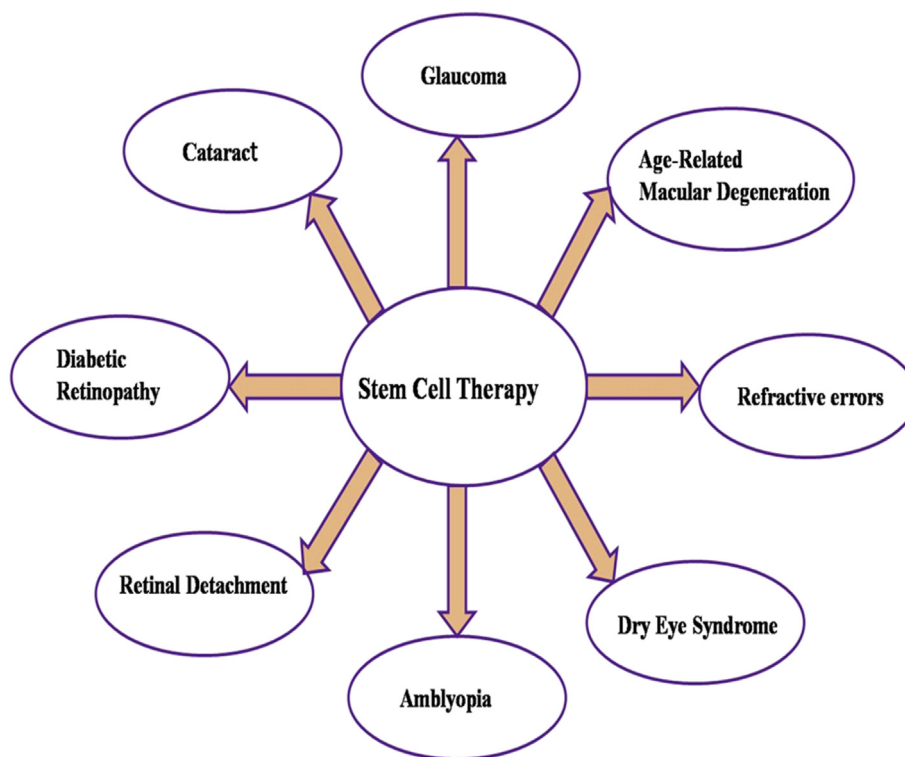 Glaucoma
Cataract
Age-Related
Macular Degeneration
Diabetic
Retinopathy
Stem Cell Therapy
Refractive errors
Retinal Detachment
Dry Eye Syndrome
Amblyopia